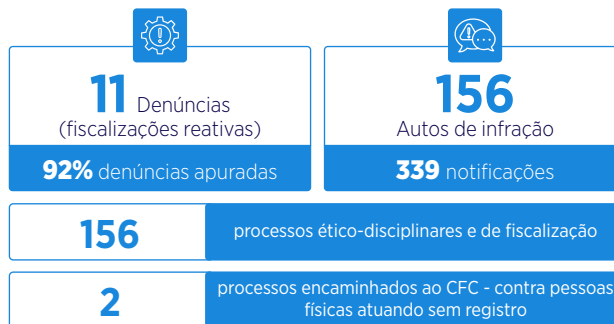 11 Denúncias
(fiscalizações reativas)
92% denúncias apuradas
156
Autos de infração
339 notificações
156
processos ético-disciplinares e de fiscalização
2
processos encaminhados ao CFC - contra pessoas
físicas atuando sem registro